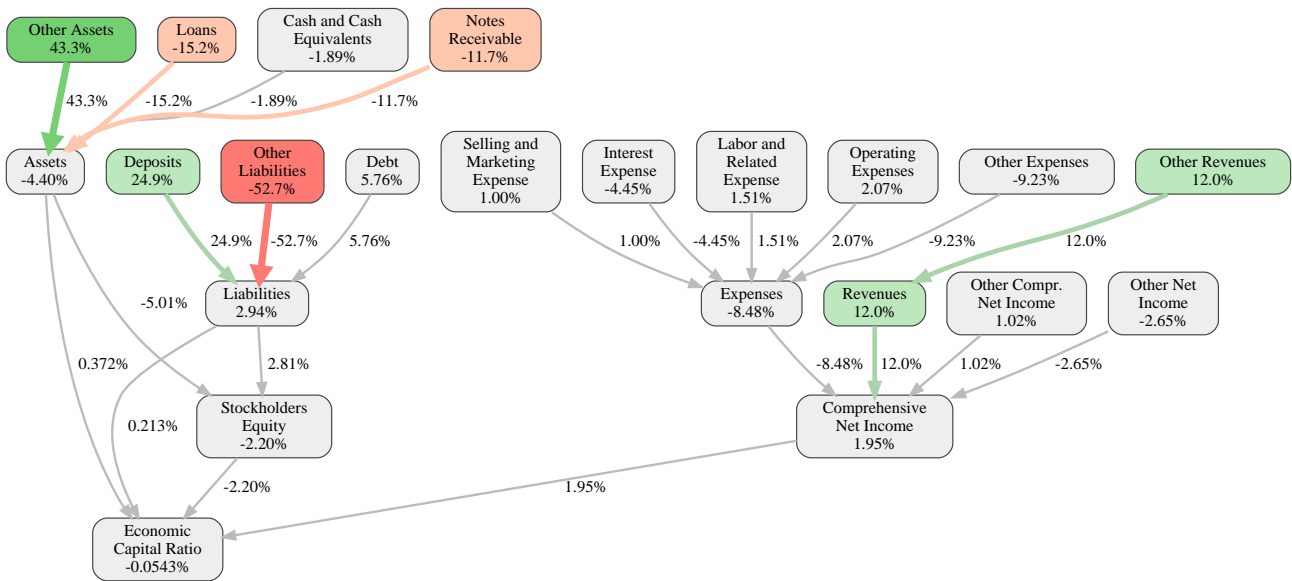 Other Assets
43.3%
Loans
-15.2%
Cash and Cash
Equivalents
-1.89%
Notes
Receivable
-11.7%
43.3%
-15.2%
-1.89%
-11.7%
Assets
-4.40%
Deposits
24.9%
Other
Liabilities
-52.7%
Debt
5.76%
Selling and
Marketing
Expense
1.00%
Interest
Expense
-4.45%
Labor and
Related
Expense
1.51%
Operating
Expenses
2.07%
Other Expenses
-9.23%
Other Revenues
12.0%
24.9%
-52.7%
5.76%
1.00%
-4.45%
1.51%
2.07%
-9.23%
12.0%
-5.01%
Liabilities
2.94%
Expenses
-8.48%
Revenues
12.0%
Other Compr.
Net Income
1.02%
Other Net
Income
-2.65%
0.372%
2.81%
-8.48%
12.0%
1.02%
-2.65%
0.213%
Stockholders
Equity
-2.20%
Comprehensive
Net Income
1.95%
-2.20%
1.95%
Economic
Capital Ratio
-0.0543%